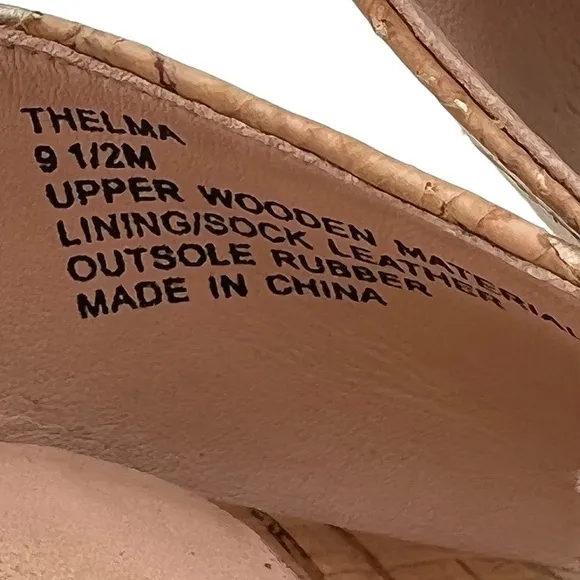 THELMA
9 1/2M
UPPER WOODEN MATERIAL
LINING/SOCK LEATHER
OUTSOLE RUBBER
MADE IN CHINA